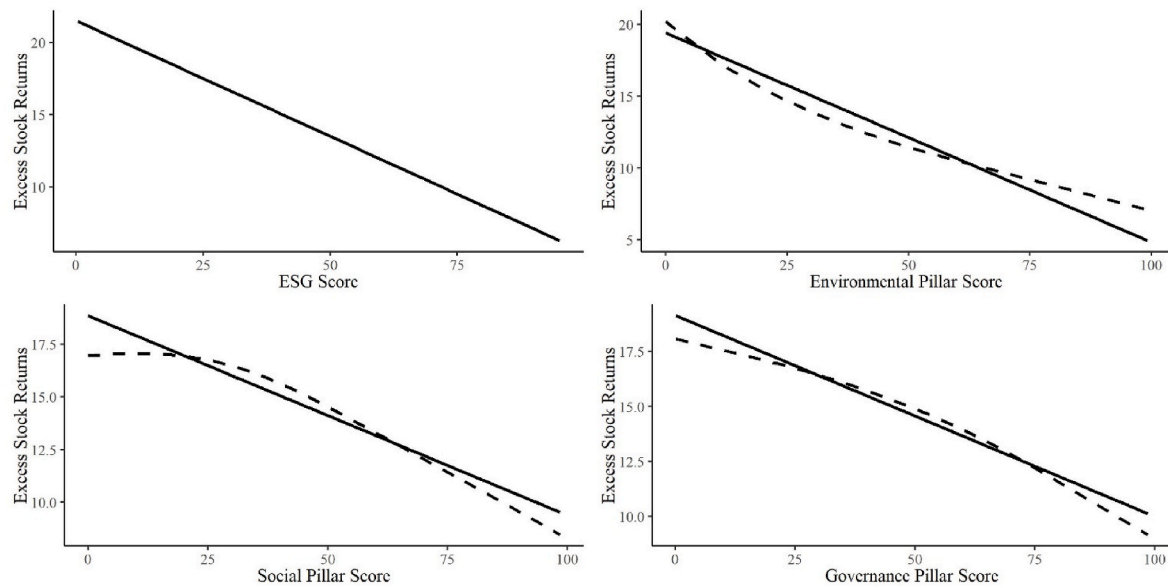 Excess Stock Returns
20
15
10
0 25 50 75
ESG Score
Excess Stock Returns
20
15
10
5
0 25 50 75 100
Environmental Pillar Score
Excess Stock Returns
17.5
15.0
12.5
10.0
0 25 50 75 100
Social Pillar Score
Excess Stock Returns
17.5
15.0
12.5
10.0
0 25 50 75 100
Governance Pillar Score